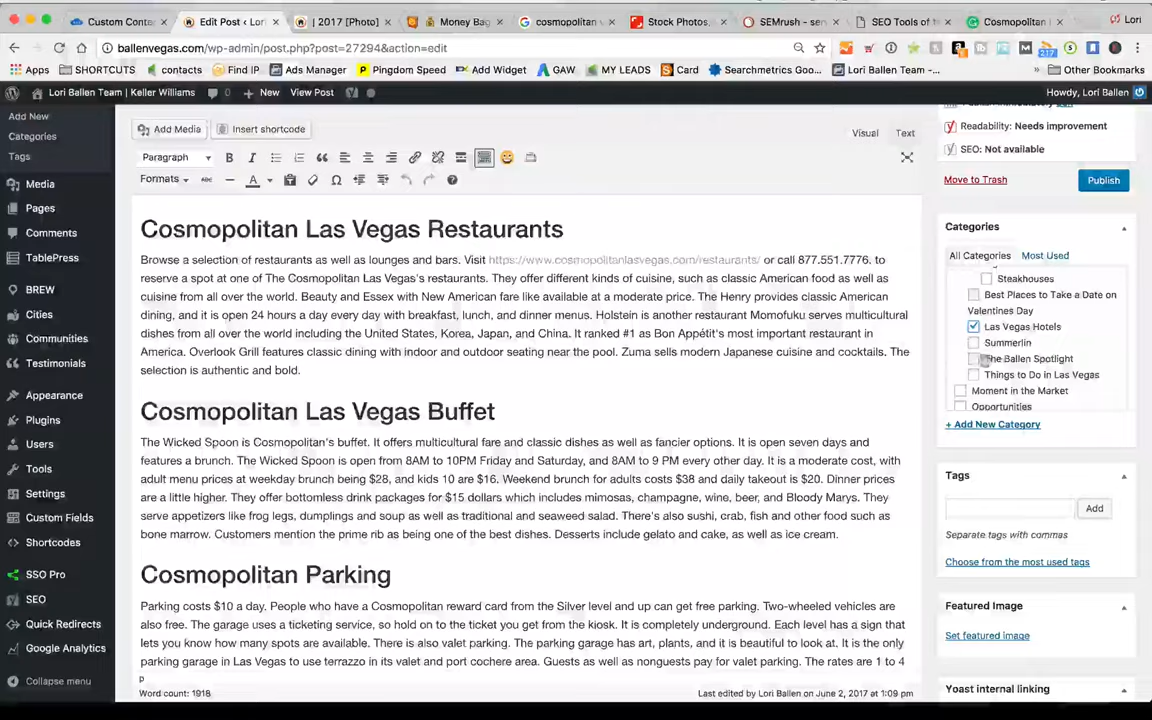 Custom Conte
Edit Post ‹ Lori
| 2017 [Photo]
Money Bag
cosmopolitan v
Stock Photos,
SEMrush - serv
SEO Tools of th
Cosmopolitan
Lori
ballenvegas.com/wp-admin/post.php?post=27294&action=edit
217
Apps
SHORTCUTS
contacts
Find IP
Ads Manager
Pingdom Speed
Add Widget
GAW
MY LEADS
Card
Searchmetrics Goo...
Lori Ballen Team -...
»
Other Bookmarks
Lori Ballen Team | Keller Williams
0
+ New
View Post
Howdy, Lori Ballen
Add New
Categories
Tags
Media
Pages
Comments
TablePress
BREW
Cities
Communities
Testimonials
Appearance
Plugins
Users
Tools
Settings
Custom Fields
Shortcodes
SSO Pro
SEO
Quick Redirects
Google Analytics
Collapse menu
Add Media
Insert shortcode
Visual
Text
Paragraph
B
I
Formats
ABC
A
Ω
Cosmopolitan Las Vegas Restaurants
Browse a selection of restaurants as well as lounges and bars. Visit https://www.cosmopolitanlasvegas.com/restaurants/ or call 877.551.7776. to
reserve a spot at one of The Cosmopolitan Las Vegas's restaurants. They offer different kinds of cuisine, such as classic American food as well as
cuisine from all over the world. Beauty and Essex with New American fare like available at a moderate price. The Henry provides classic American
dining, and it is open 24 hours a day every day with breakfast, lunch, and dinner menus. Holstein is another restaurant Momofuku serves multicultural
dishes from all over the world including the United States, Korea, Japan, and China. It ranked #1 as Bon Appétit's most important restaurant in
America. Overlook Grill features classic dining with indoor and outdoor seating near the pool. Zuma sells modern Japanese cuisine and cocktails. The
selection is authentic and bold.
Cosmopolitan Las Vegas Buffet
The Wicked Spoon is Cosmopolitan's buffet. It offers multicultural fare and classic dishes as well as fancier options. It is open seven days and
features a brunch. The Wicked Spoon is open from 8AM to 10PM Friday and Saturday, and 8AM to 9 PM every other day. It is a moderate cost, with
adult menu prices at weekday brunch being $28, and kids 10 are $16. Weekend brunch for adults costs $38 and daily takeout is $20. Dinner prices
are a little higher. They offer bottomless drink packages for $15 dollars which includes mimosas, champagne, wine, beer, and Bloody Marys. They
serve appetizers like frog legs, dumplings and soup as well as traditional and seaweed salad. There's also sushi, crab, fish and other food such as
bone marrow. Customers mention the prime rib as being one of the best dishes. Desserts include gelato and cake, as well as ice cream.
Cosmopolitan Parking
Parking costs $10 a day. People who have a Cosmopolitan reward card from the Silver level and up can get free parking. Two-wheeled vehicles are
also free. The garage uses a ticketing service, so hold on to the ticket you get from the kiosk. It is completely underground. Each level has a sign that
lets you know how many spots are available. There is also valet parking. The parking garage has art, plants, and it is beautiful to look at. It is the only
parking garage in Las Vegas to use terrazzo in its valet and port cochere area. Guests as well as nonguests pay for valet parking. The rates are 1 to 4
p
Word count: 1918
Last edited by Lori Ballen on June 2, 2017 at 1:09 pm
Readability: Needs improvement
SEO: Not available
Move to Trash
Publish
Categories
All Categories
Most Used
Steakhouses
Best Places to Take a Date on
Valentines Day
Las Vegas Hotels
Summerlin
The Ballen Spotlight
Things to Do in Las Vegas
Moment in the Market
Opportunities
+ Add New Category
Tags
Add
Separate tags with commas
Choose from the most used tags
Featured Image
Set featured image
Yoast internal linking